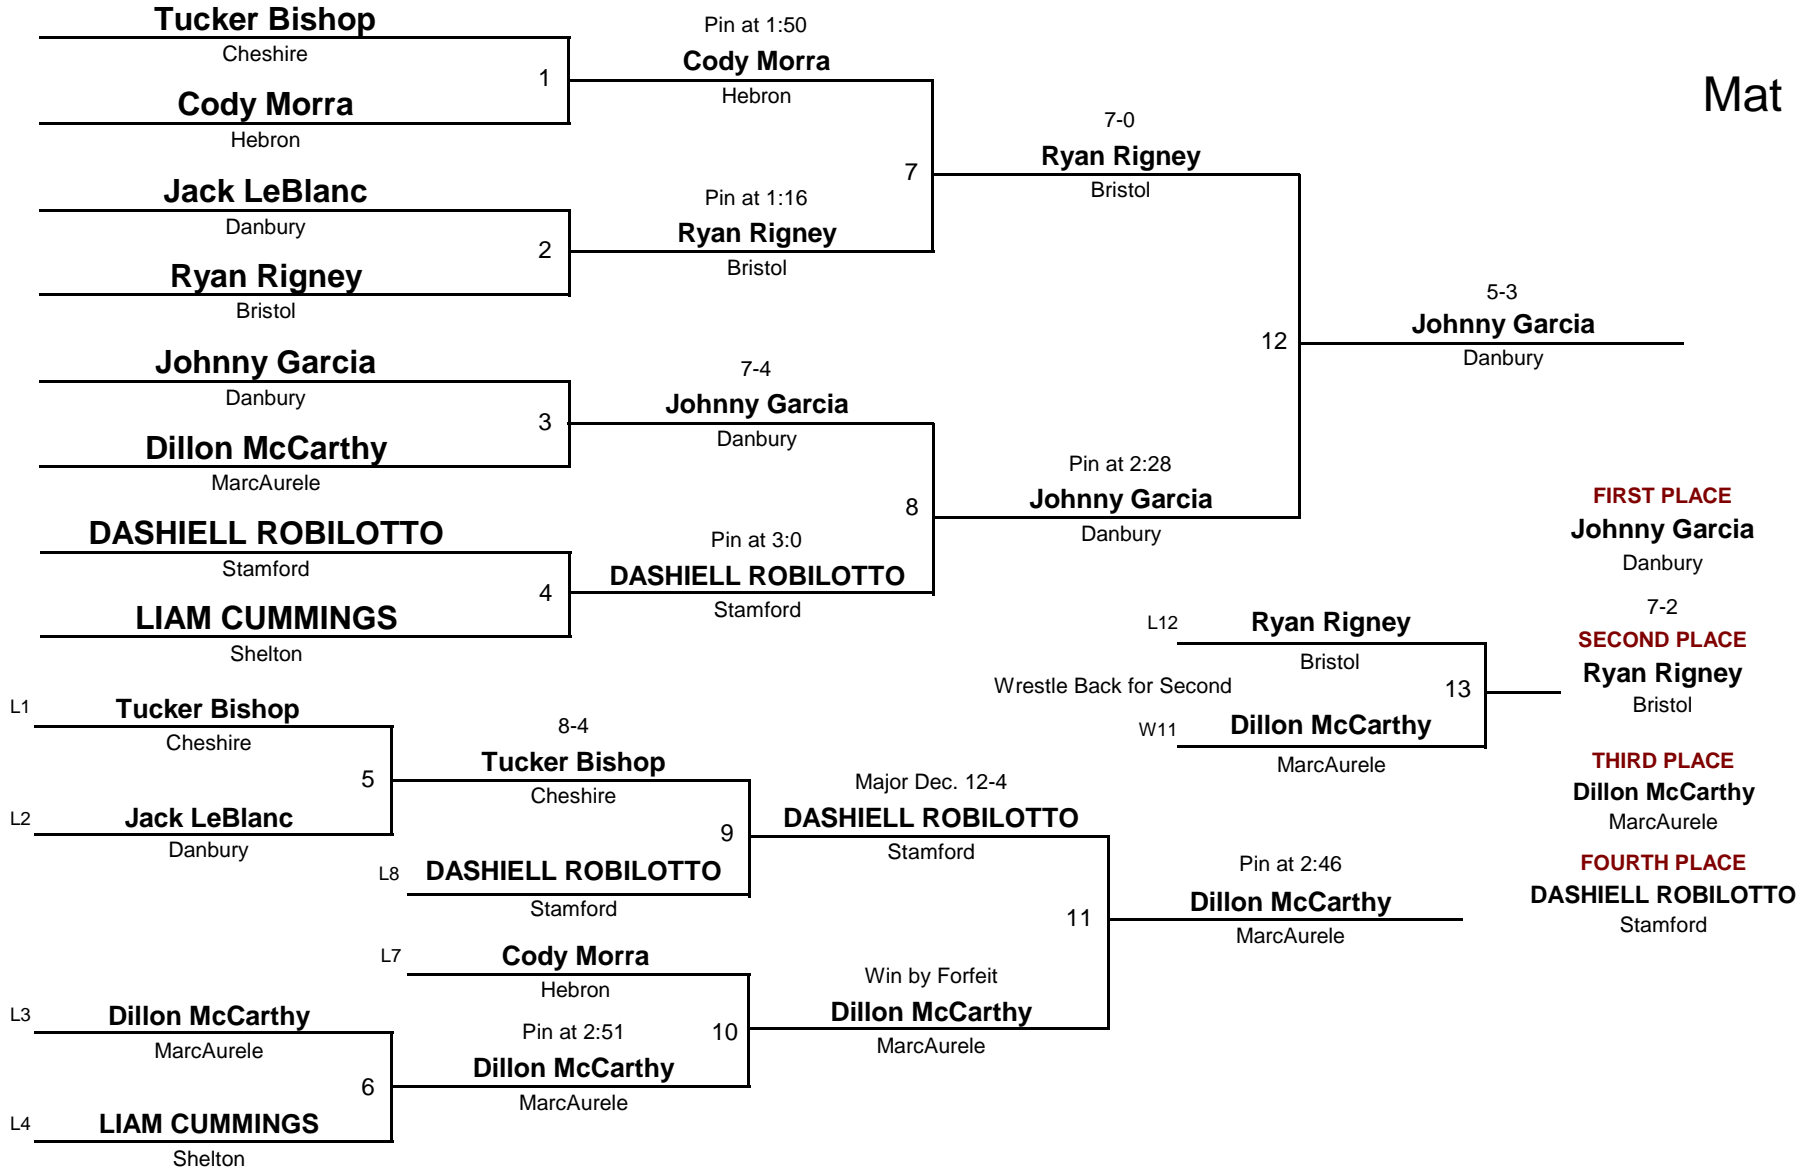 Tucker Bishop
Cheshire
1
Cody Morra
Hebron
Pin at 1:50
Cody Morra
Hebron
Mat
Jack LeBlanc
Danbury
2
Ryan Rigney
Bristol
Pin at 1:16
Ryan Rigney
Bristol
7
7-0
Ryan Rigney
Bristol
Johnny Garcia
Danbury
3
Dillon McCarthy
MarcAurele
7-4
Johnny Garcia
Danbury
DASHIELL ROBILOTTO
Stamford
4
LIAM CUMMINGS
Shelton
Pin at 3:0
DASHIELL ROBILOTTO
Stamford
8
Pin at 2:28
Johnny Garcia
Danbury
12
5-3
Johnny Garcia
Danbury
FIRST PLACE
Johnny Garcia
Danbury
L12
Ryan Rigney
Bristol
Wrestle Back for Second
13
W11
Dillon McCarthy
MarcAurele
7-2
SECOND PLACE
Ryan Rigney
Bristol
THIRD PLACE
Dillon McCarthy
MarcAurele
FOURTH PLACE
DASHIELL ROBILOTTO
Stamford
L1
Tucker Bishop
Cheshire
5
L2
Jack LeBlanc
Danbury
8-4
Tucker Bishop
Cheshire
9
L8
DASHIELL ROBILOTTO
Stamford
Major Dec. 12-4
DASHIELL ROBILOTTO
Stamford
11
Pin at 2:46
Dillon McCarthy
MarcAurele
L7
Cody Morra
Hebron
10
Pin at 2:51
Dillon McCarthy
MarcAurele
Win by Forfeit
Dillon McCarthy
MarcAurele
L3
Dillon McCarthy
MarcAurele
6
L4
LIAM CUMMINGS
Shelton